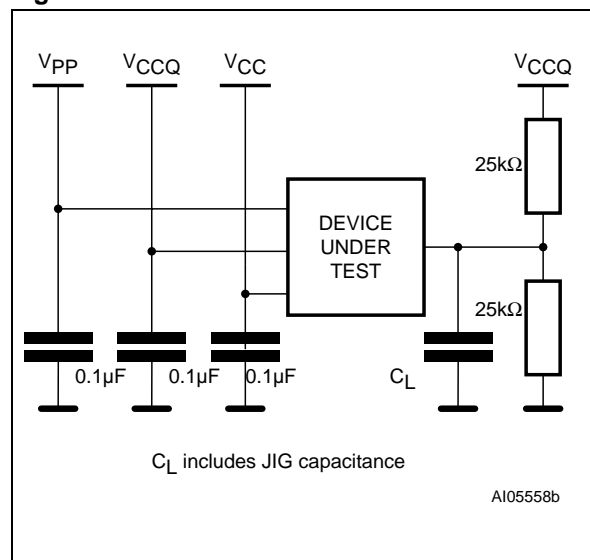 VPP
VCCQ
VCC
VCCQ
25kΩ
DEVICE
UNDER
TEST
25kΩ
0.1µF
0.1µF
0.1µF
CL
CL includes JIG capacitance
AI05558b